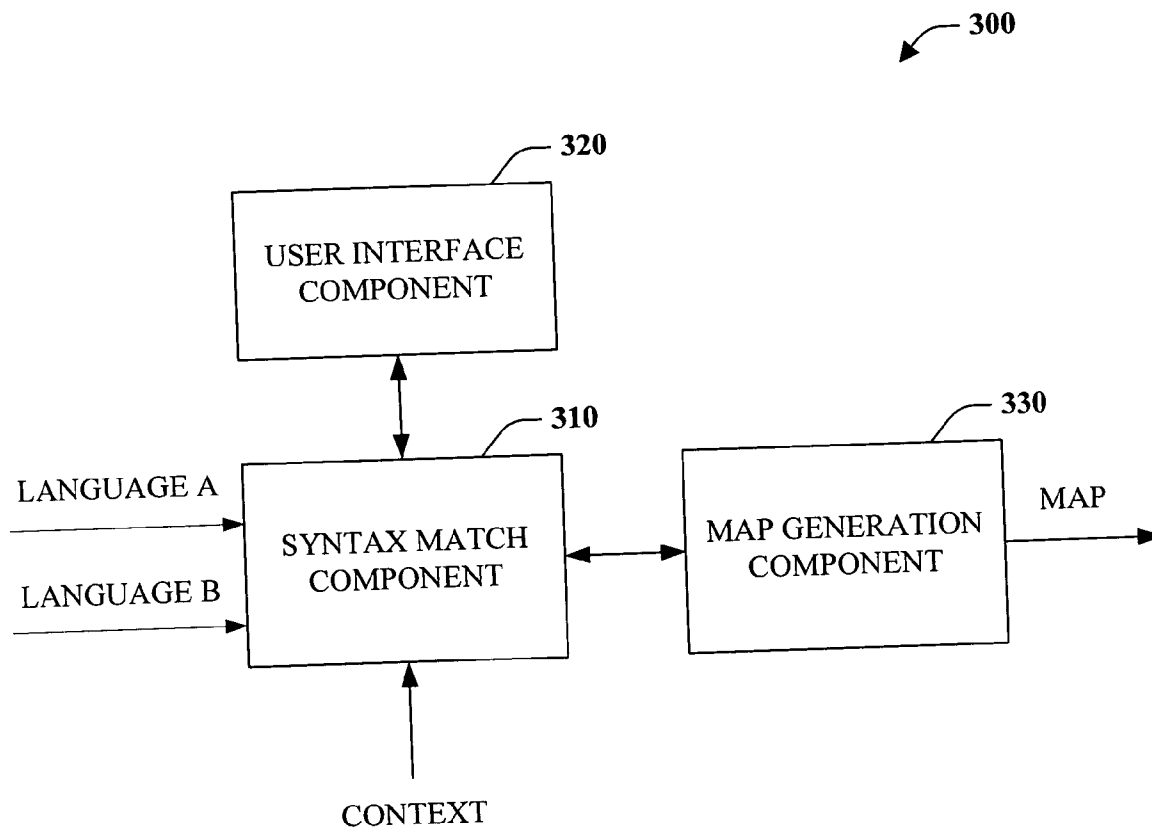 300
320
USER INTERFACE
COMPONENT
310
330
LANGUAGE A
SYNTAX MATCH
COMPONENT
MAP GENERATION
COMPONENT
MAP
LANGUAGE B
CONTEXT